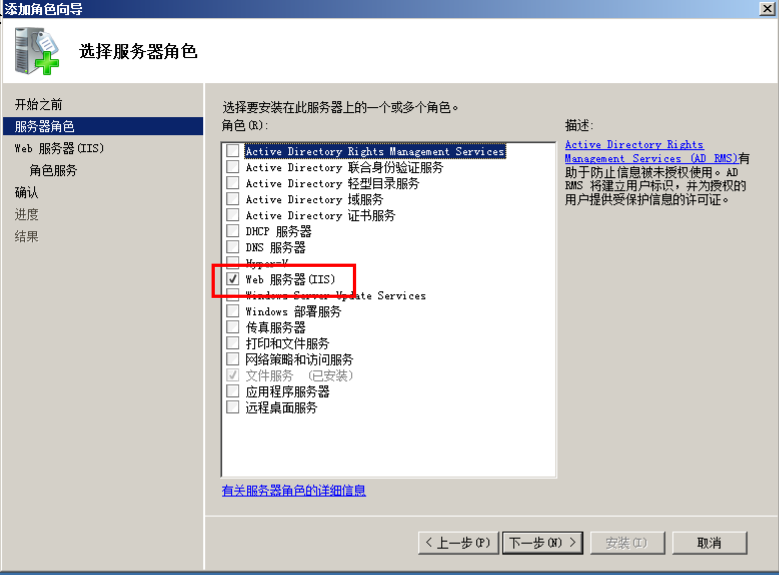 添加角色向导
选择服务器角色
开始之前
服务器角色
Web 服务器(IIS)
角色服务
确认
进度
结果
选择要安装在此服务器上的一个或多个角色。
角色(R):
Active Directory Rights Management Services
Active Directory 联合身份验证服务
Active Directory 轻型目录服务
Active Directory 域服务
Active Directory 证书服务
DHCP 服务器
DNS 服务器
Hyper-V
Web 服务器(IIS)
Windows Server Update Services
Windows 部署服务
传真服务器
打印和文件服务
网络策略和访问服务
文件服务 (已安装)
应用程序服务器
远程桌面服务
有关服务器角色的详细信息
描述:
Active Directory Rights
Management Services (AD RMS)有
助于防止信息被未授权使用。AD
RMS 将建立用户标识，并为授权的
用户提供受保护信息的许可证。
< 上一步(P)
下一步(N) >
安装(I)
取消